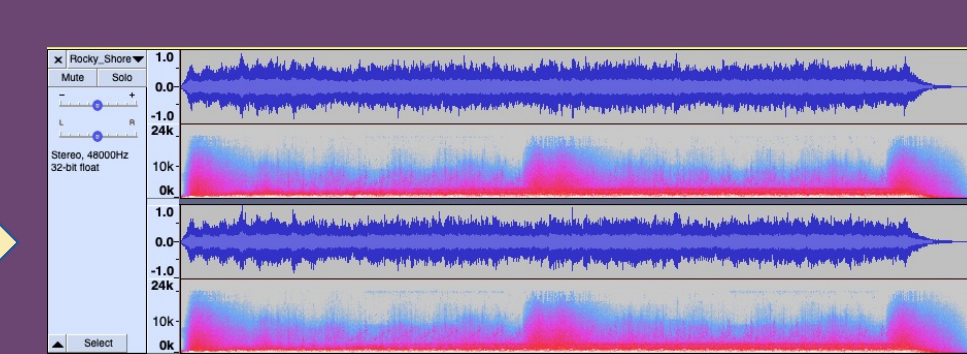 × Rocky_Shore▼ 1.0
Mute Solo
0.0
- +
-1.0
L R
24k
Stereo, 48000Hz
10k
32-bit float
0k
1.0
0.0
-1.0
24k
10k
Select 0k